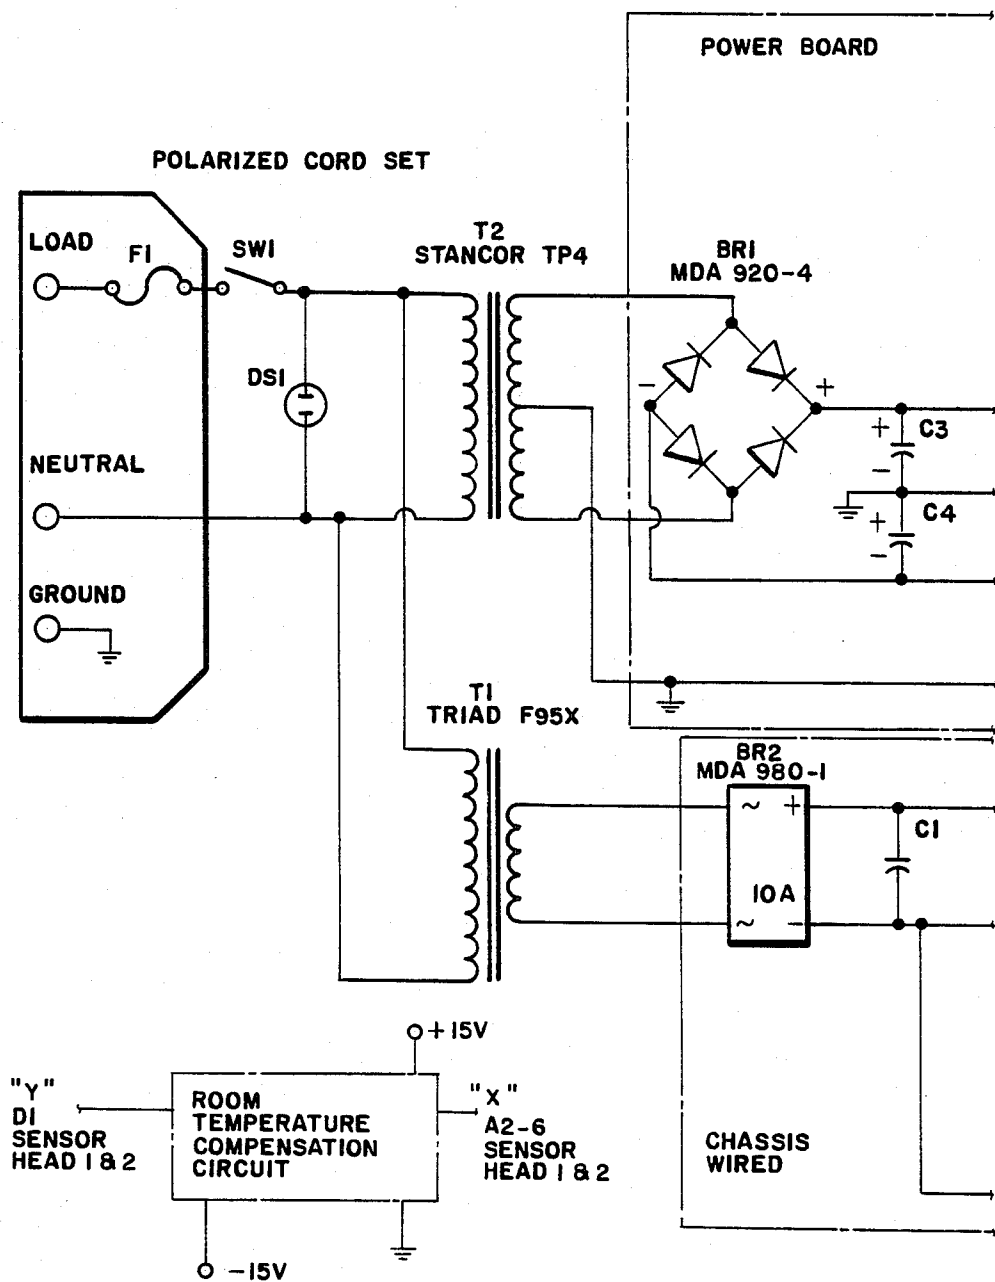 POWER BOARD
POLARIZED CORD SET
LOAD
F1
SW1
T2
STANCOR TP4
BR1
MDA 920-4
DS1
-
+
+
C3
-
NEUTRAL
C4
+
-
GROUND
T1
TRIAD F95X
BR2
MDA 980-1
~ +
C1
10A
~ -
+15V
"Y"
D1
SENSOR
HEAD 1 & 2
ROOM
TEMPERATURE
COMPENSATION
CIRCUIT
"X"
A2-6
SENSOR
HEAD 1 & 2
CHASSIS
WIRED
-15V